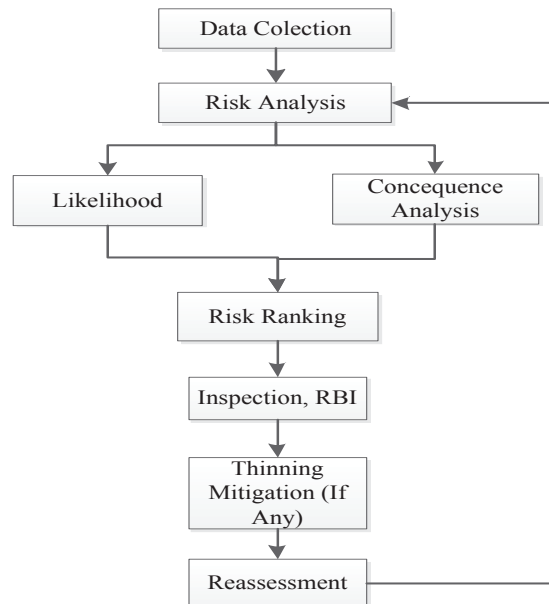 Data Colection
Risk Analysis
Likelihood
Concequence
Analysis
Risk Ranking
Inspection, RBI
Thinning
Mitigation (If
Any)
Reassessment